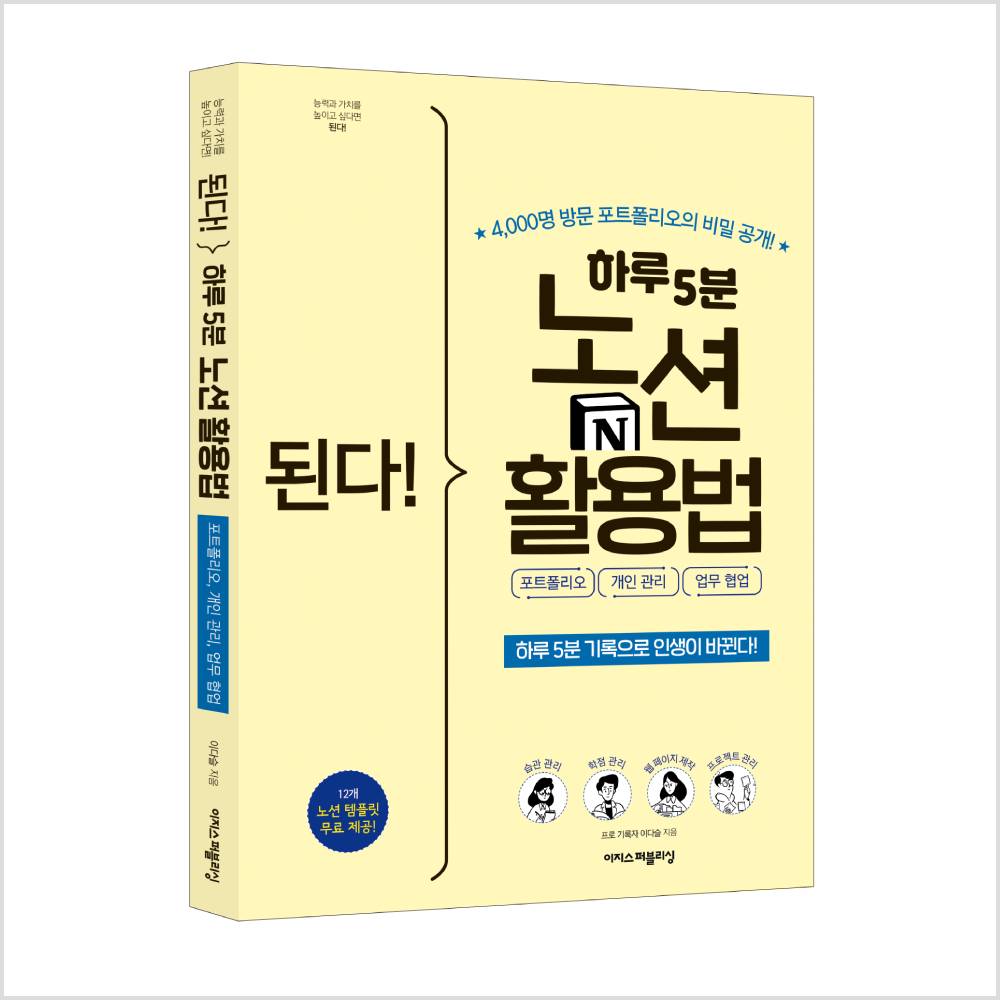 능력과 가치를
높이고 싶다면
된다!
★ 4,000명 방문 포트폴리오의 비밀 공개! ★
하루 5분
노션
N
활용법
된다!
포트폴리오
개인 관리
업무 협업
하루 5분 기록으로 인생이 바뀐다!
12개
노션 템플릿
무료 제공!
습관 관리
학점 관리
웹 페이지 제작
프로젝트 관리
프로 기록자 이다슬 지음
이지스퍼블리싱
능력과 가치를
높이고 싶다면!
된다! } 하루 5분 노션 활용법
포트폴리오, 개인 관리, 업무 협업
이다슬 지음
이지스퍼블리싱